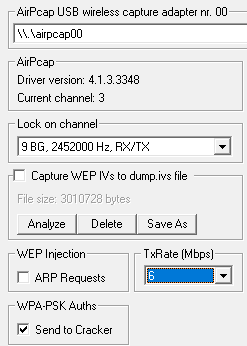 AirPcap USB wireless capture adapter nr. 00
\\.\airpcap00
AirPcap
Driver version: 4.1.3.3348
Current channel: 3
Lock on channel
9 BG, 2452000 Hz, RX/TX
Capture WEP IVs to dump.ivs file
File size: 3010728 bytes
Analyze Delete Save As
WEP Injection
ARP Requests
TxRate (Mbps)
6
WPA-PSK Auths
Send to Cracker